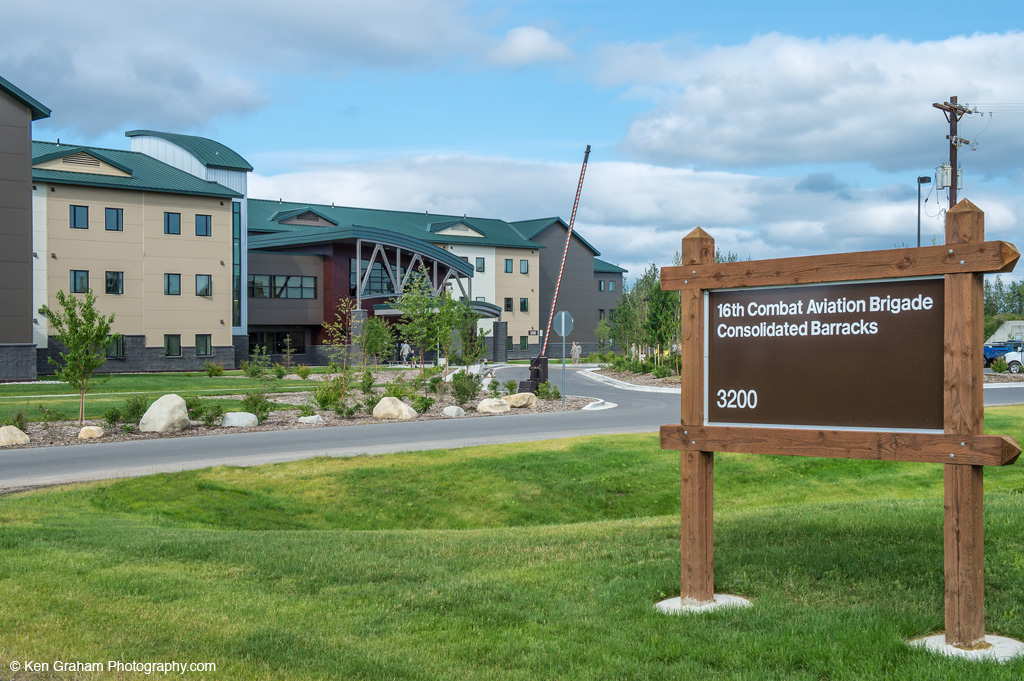 16th Combat Aviation Brigade
Consolidated Barracks
3200
© Ken Graham Photography.com